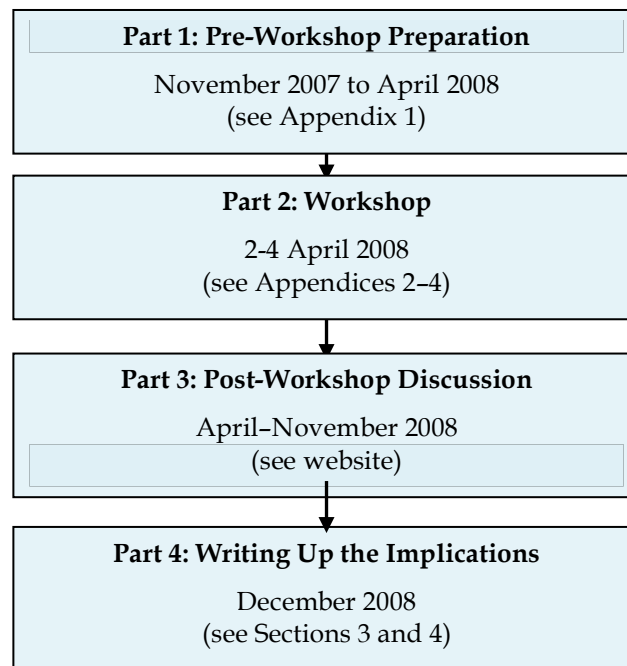 Part 1: Pre-Workshop Preparation
November 2007 to April 2008
(see Appendix 1)
Part 2: Workshop
2-4 April 2008
(see Appendices 2–4)
Part 3: Post-Workshop Discussion
April–November 2008
(see website)
Part 4: Writing Up the Implications
December 2008
(see Sections 3 and 4)